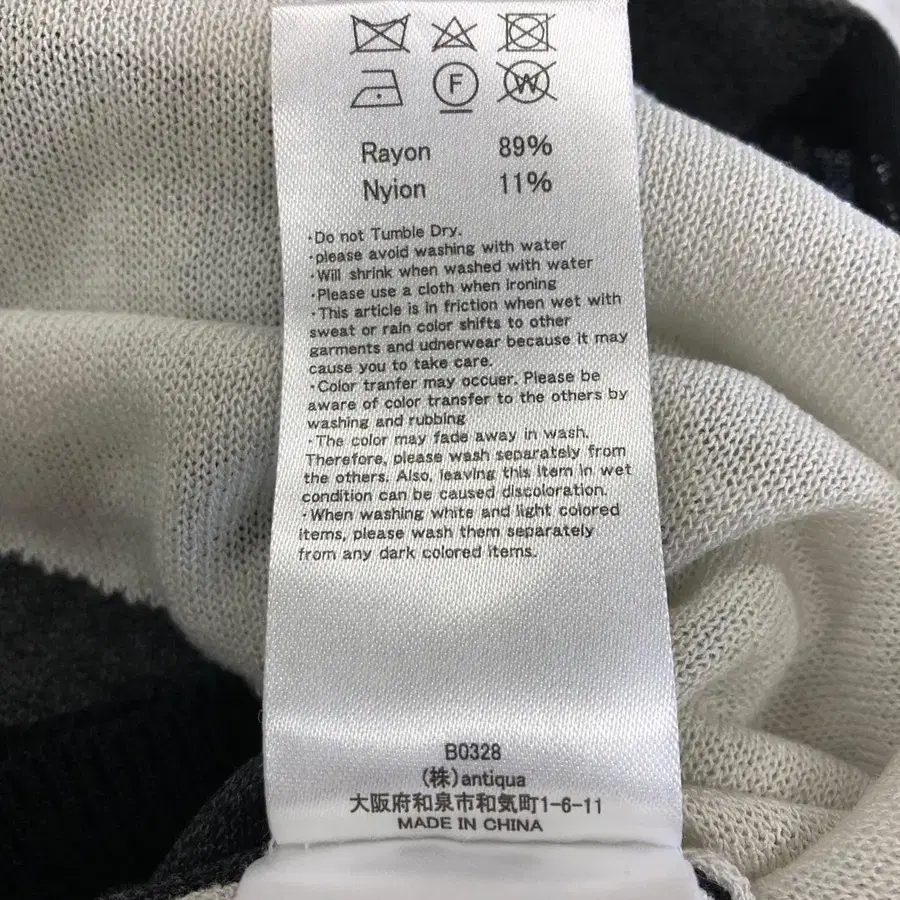 F W
Rayon 89%
Nyion 11%
·Do not Tumble Dry.
·please avoid washing with water
·Will shrink when washed with water
·Please use a cloth when ironing
·This article is in friction when wet with
sweat or rain color shifts to other
garments and udnerwear because it may
cause you to take care.
·Color tranfer may occuer. Please be
aware of color transfer to the others by
washing and rubbing
·The color may fade away in wash.
Therefore, please wash separately from
the others. Also, leaving this item in wet
condition can be caused discoloration.
·When washing white and light colored
items, please wash them separately
from any dark colored items.
B0328
(株)antiqua
大阪府和泉市和気町1-6-11
MADE IN CHINA